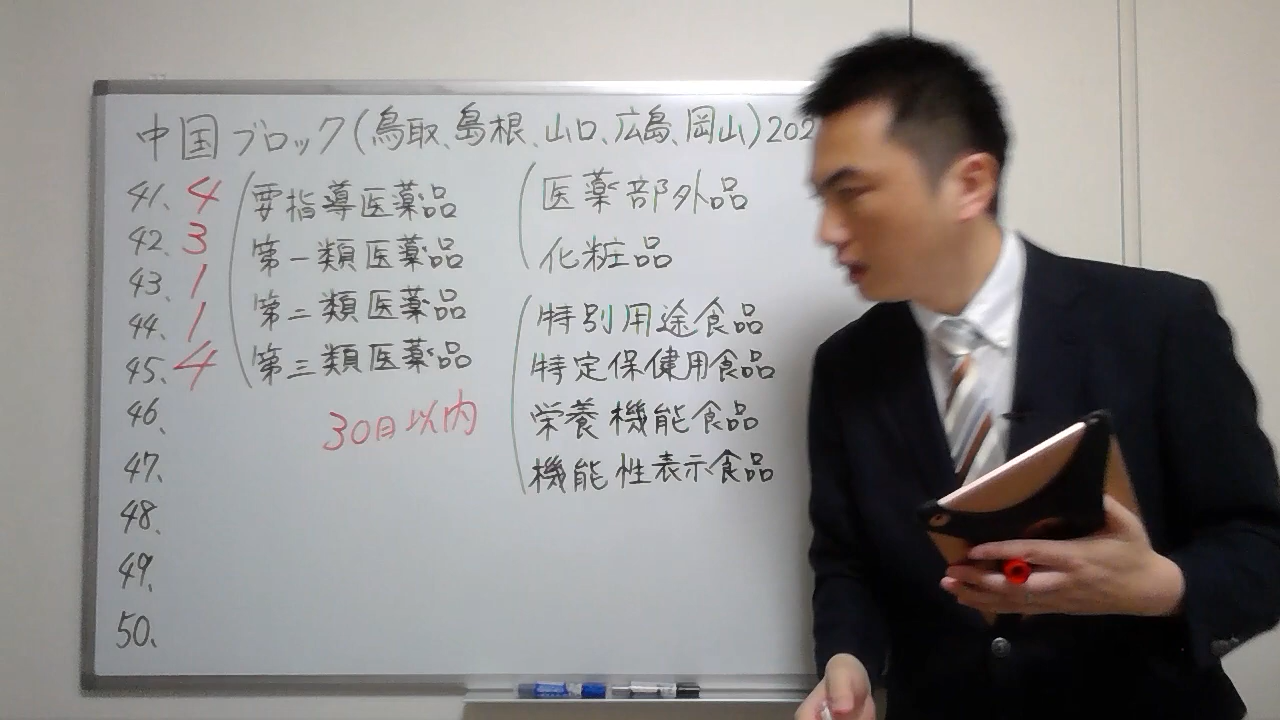 中国ブロック(鳥取、島根、山口、広島、岡山)202
41、4
42、3
43、1
44、1
45、4
46、
47、
48、
49、
50、
要指導医薬品
第一類医薬品
第二類医薬品
第三類医薬品
30日以内
医薬部外品
化粧品
特別用途食品
特定保健用食品
栄養機能食品
機能性表示食品